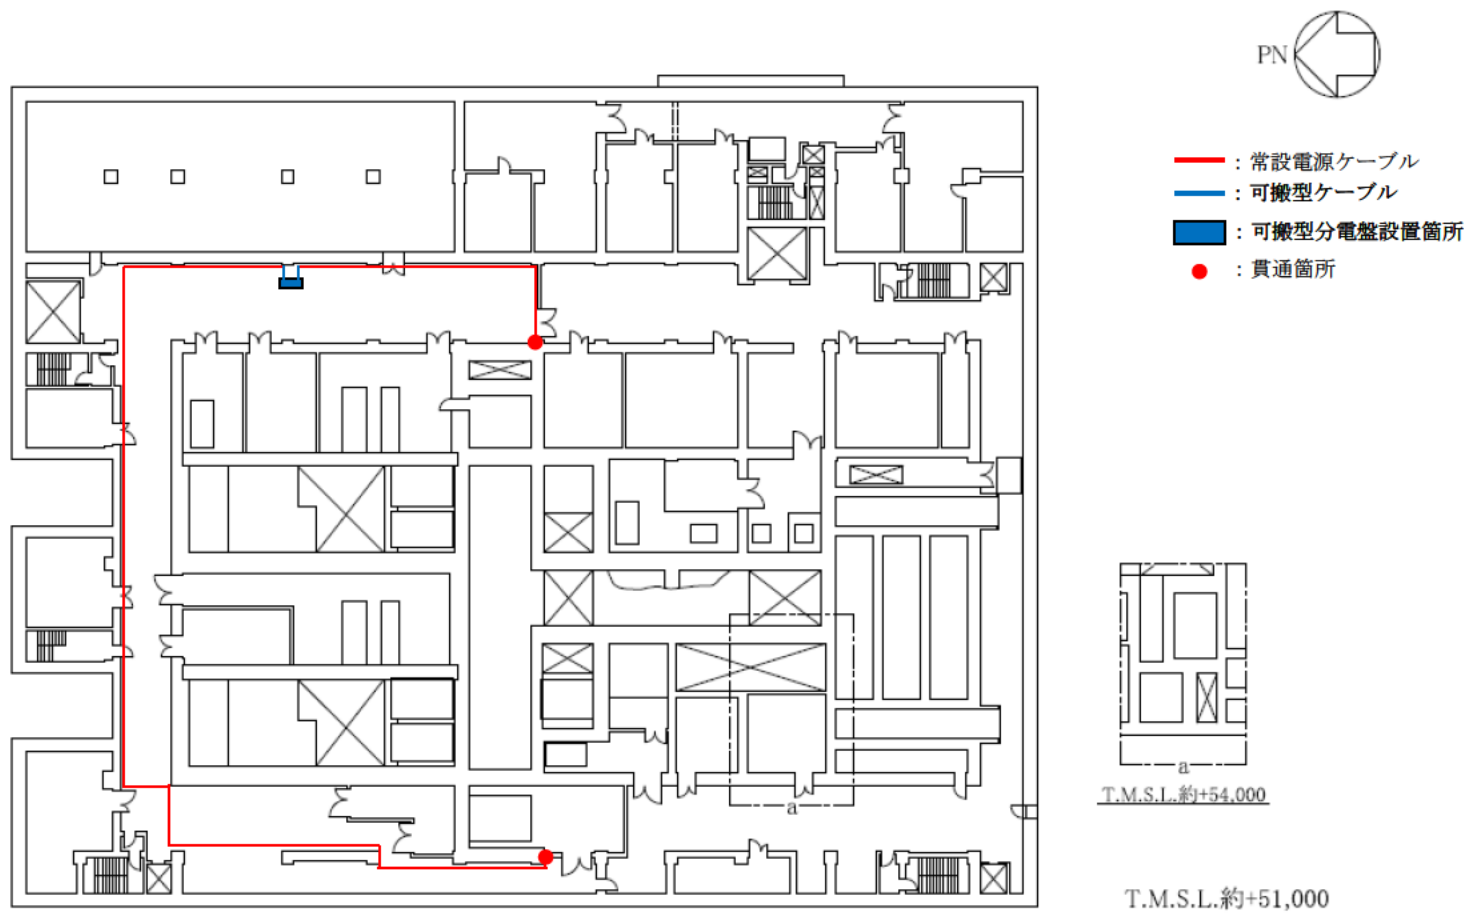 PN
：常設電源ケーブル
：可搬型ケーブル
：可搬型分電盤設置箇所
：貫通箇所
a
a
T.M.S.L.約+54,000
T.M.S.L.約+51,000